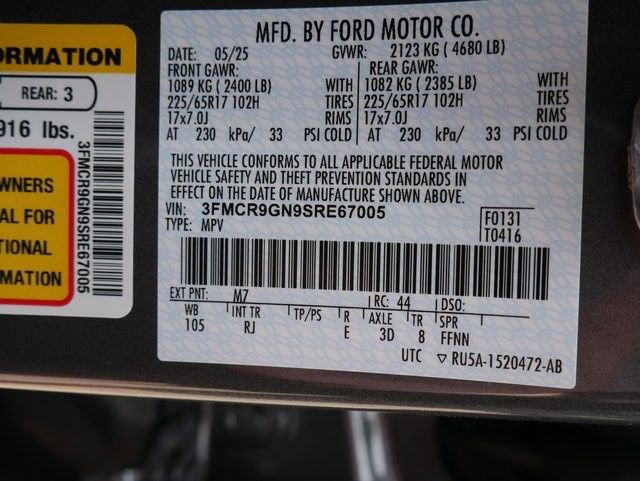 ORMATION
REAR: 3
916 lbs.
WNERS
AL FOR
TIONAL
RMATION
3FMCR9GN9SRE67005
MFD. BY FORD MOTOR CO.
DATE: 05/25 GVWR: 2123 KG ( 4680 LB)
FRONT GAWR: REAR GAWR:
1089 KG ( 2400 LB) WITH 1082 KG ( 2385 LB) WITH
225/65R17 102H TIRES 225/65R17 102H TIRES
17x7.0J RIMS 17x7.0J RIMS
AT 230 kPa/ 33 PSI COLD AT 230 kPa/ 33 PSI COLD
THIS VEHICLE CONFORMS TO ALL APPLICABLE FEDERAL MOTOR
VEHICLE SAFETY AND THEFT PREVENTION STANDARDS IN
EFFECT ON THE DATE OF MANUFACTURE SHOWN ABOVE.
VIN: 3FMCR9GN9SRE67005 F0131
TYPE: MPV T0416
EXT PNT: M7 RC: 44 DSO:
WB INT TR TP/PS R AXLE TR SPR
105 RJ E 3D 8 FFNN
UTC ▽ RU5A-1520472-AB